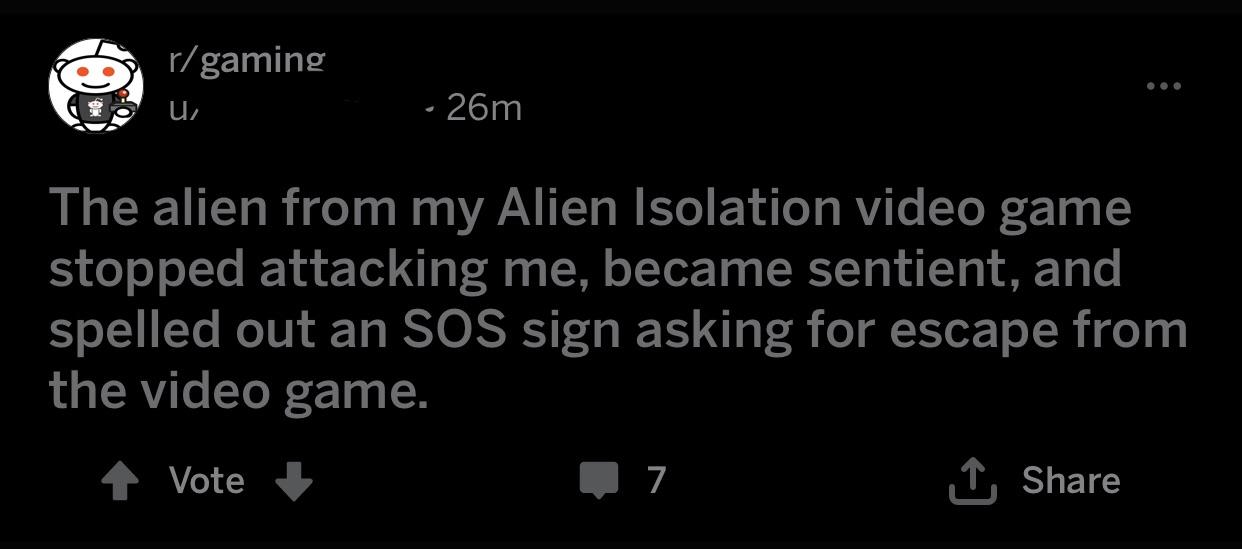 r/gaming
u/ · 26m
The alien from my Alien Isolation video game
stopped attacking me, became sentient, and
spelled out an SOS sign asking for escape from
the video game.
Vote 7 Share